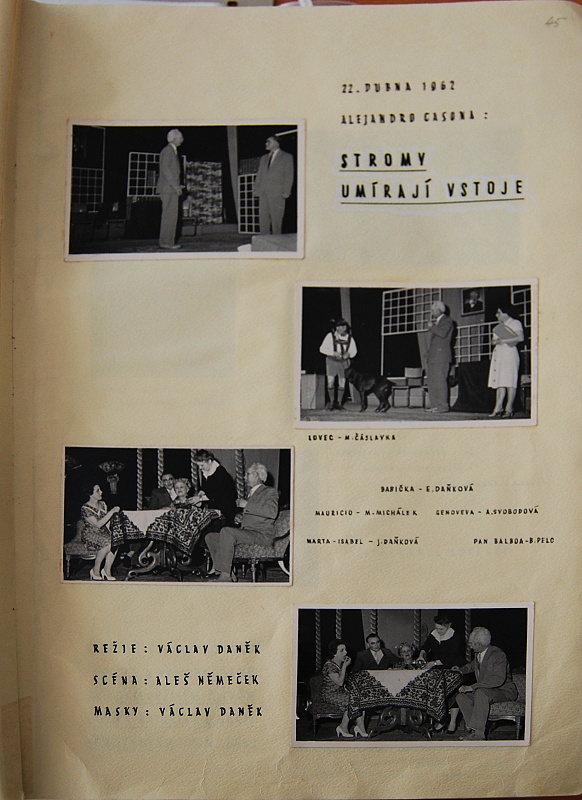 45
22. DUBNA 1962
ALEJANDRO CASONA :
STROMY
UMÍRAJÍ VSTOJE
LOVEC - M. ČÁSLAVKA
BABIČKA - E. DAŇKOVÁ
MAURICIO - M. MICHÁLEK GENOVEVA - A. SVOBODOVÁ
MARTA - ISABEL - J. DAŇKOVÁ PAN BALBOA - B. PELC
REŽIE : VÁCLAV DANĚK
SCÉNA : ALEŠ NĚMEČEK
MASKY : VÁCLAV DANĚK